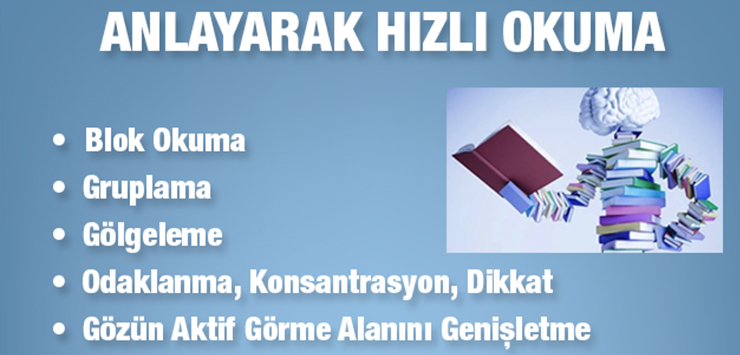 ANLAYARAK HIZLI OKUMA
• Blok Okuma
• Gruplama
• Gölgeleme
• Odaklanma, Konsantrasyon, Dikkat
• Gözün Aktif Görme Alanını Genişletme